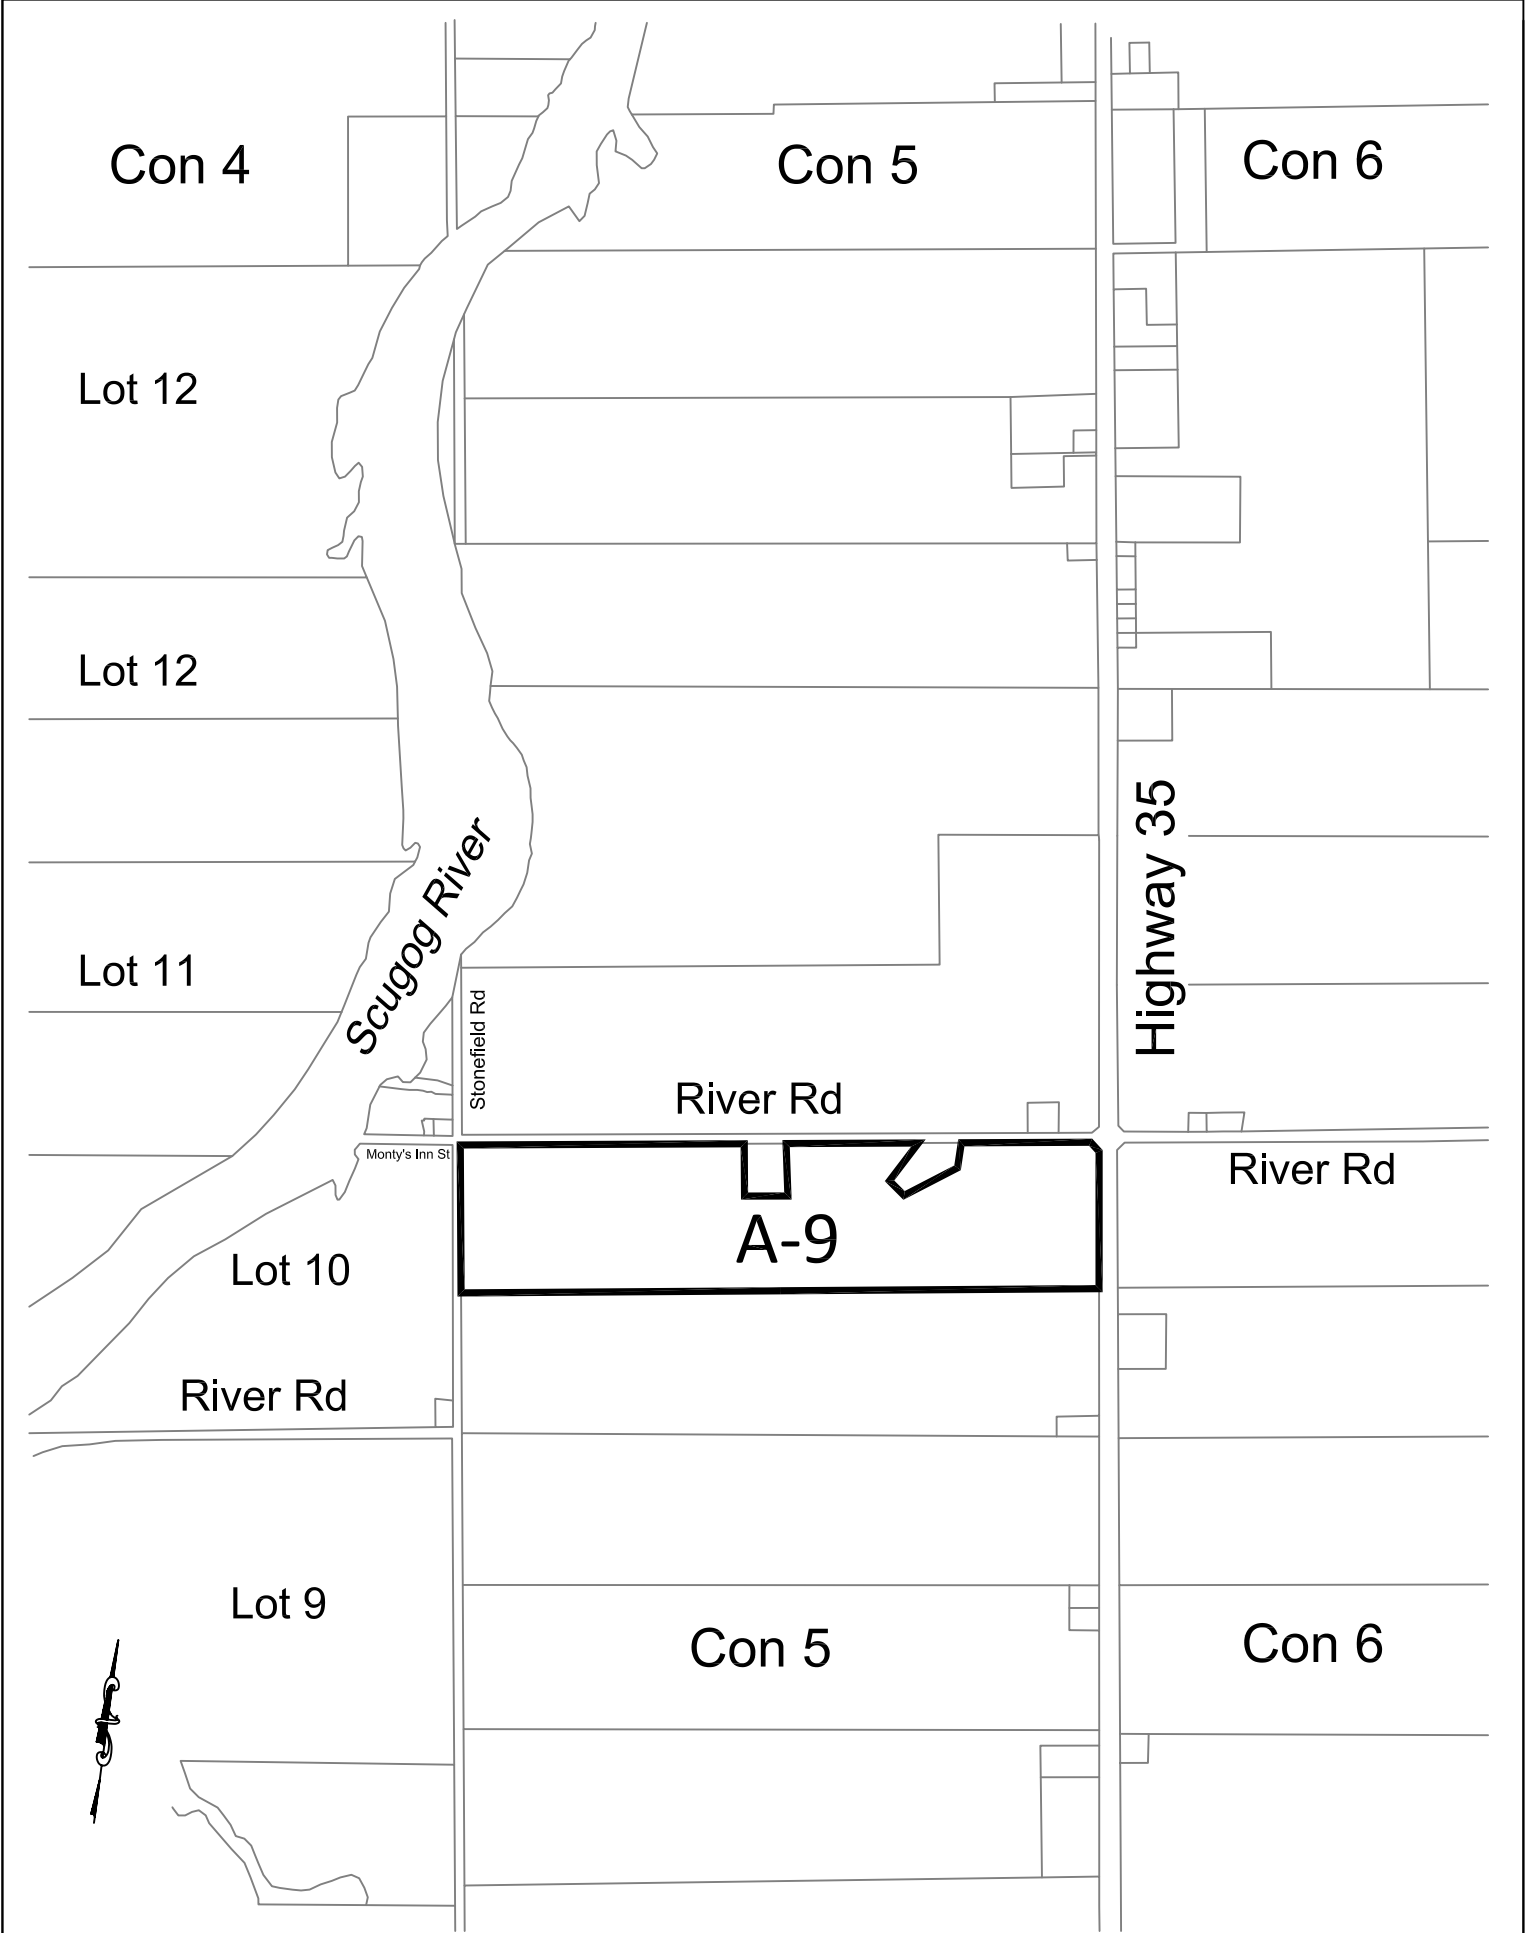 Con 4
Con 5
Con 6
Lot 12
Lot 12
Lot 11
Scugog River
Highway 35
Stonefield Rd
River Rd
Monty's Inn St
River Rd
A-9
Lot 10
River Rd
Lot 9
Con 5
Con 6